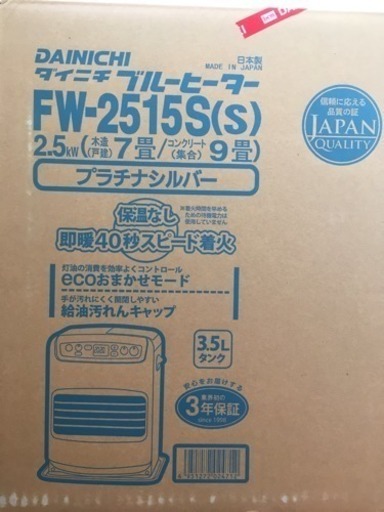 DAINICHI
日本製
MADE IN JAPAN
ダイニチ ブルーヒーター
FW-2515S(S)
2.5kW(木造(戸建)7畳/コンクリート(集合)9畳)
プラチナシルバー
信頼に応える
品質の証
JAPAN
QUALITY
保温なし
即暖40秒スピード着火
灯油の消費を効率よくコントロール
ecoおまかせモード
手が汚れにくく開閉しやすい
給油汚れんキャップ
3.5L
タンク
安心をお届けする
業界初の
3年保証